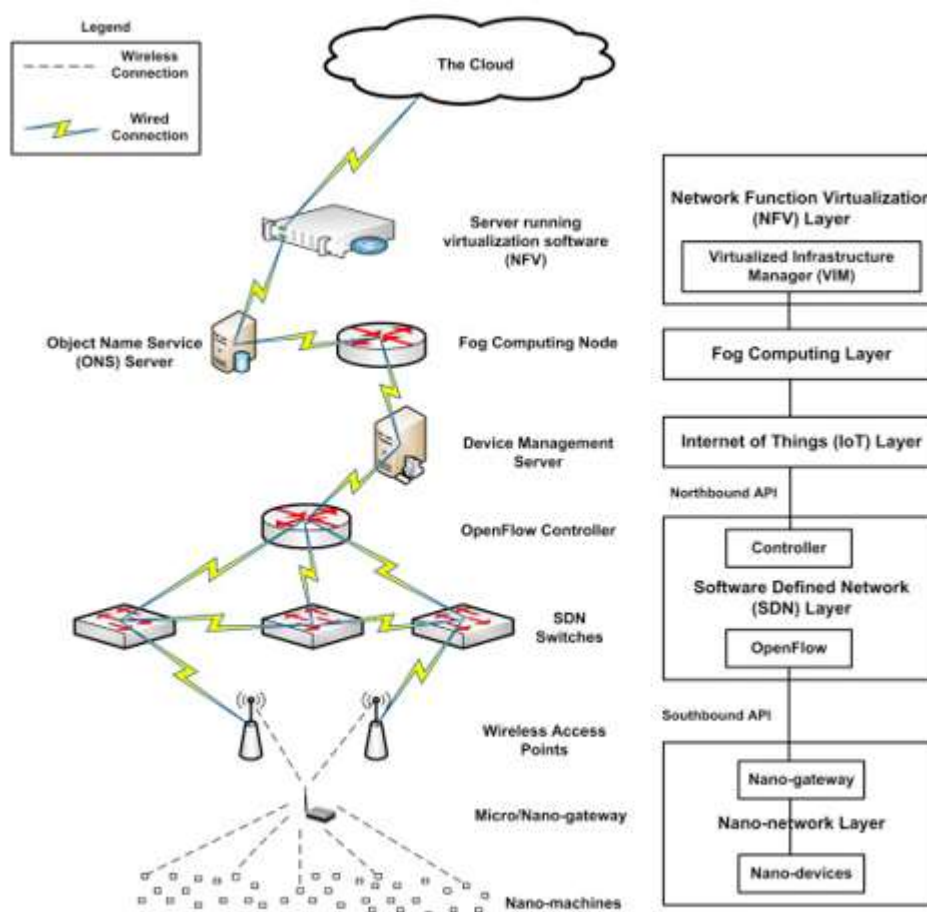 Legend
Wireless
Connection
Wired
Connection
The Cloud
Server running
virtualization software
(NFV)
Object Name Service
(ONS) Server
Fog Computing Node
Device Management
Server
OpenFlow Controller
SDN
Switches
Wireless Access
Points
Micro/Nano-gateway
Nano-machines
Network Function Virtualization
(NFV) Layer
Virtualized Infrastructure
Manager (VIM)
Fog Computing Layer
Internet of Things (IoT) Layer
Northbound API
Controller
Software Defined Network
(SDN) Layer
OpenFlow
Southbound API
Nano-gateway
Nano-network Layer
Nano-devices